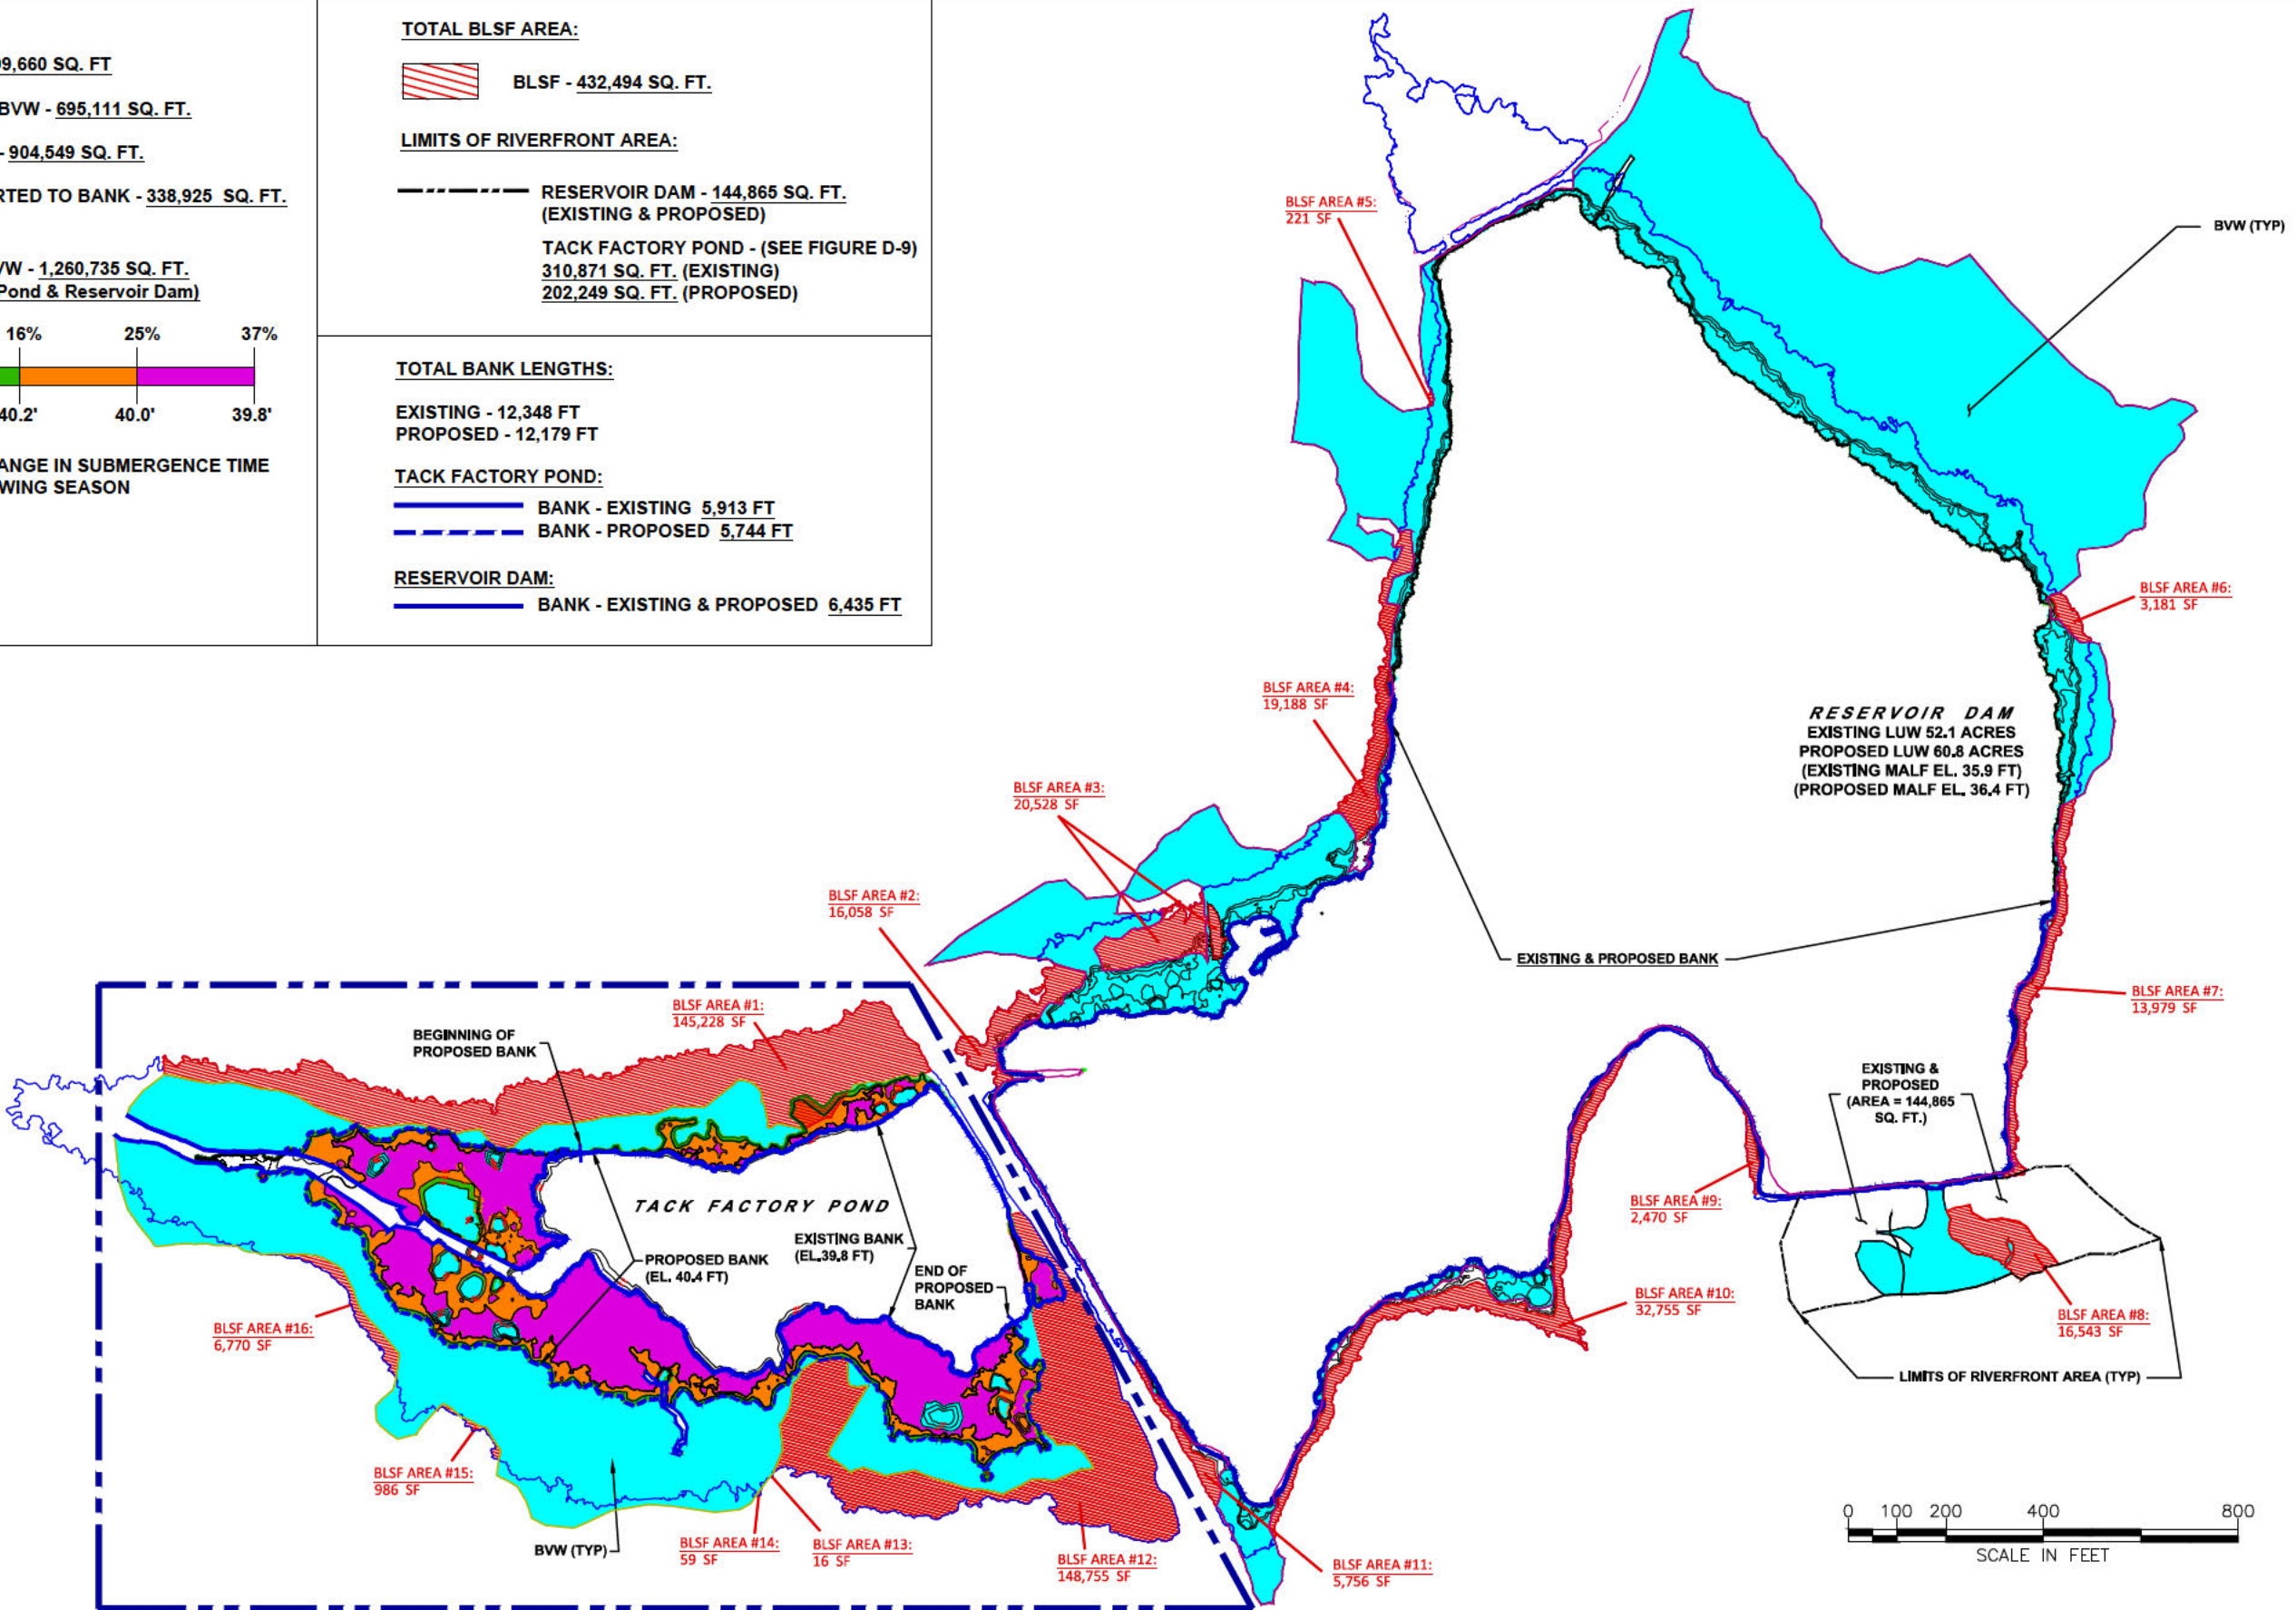 9,660 SQ. FT
BVW - 695,111 SQ. FT.
- 904,549 SQ. FT.
RTED TO BANK - 338,925 SQ. FT.
VW - 1,260,735 SQ. FT.
Pond & Reservoir Dam)
16% 25% 37%
40.2' 40.0' 39.8'
ANGE IN SUBMERGENCE TIME
WING SEASON
TOTAL BLSF AREA:
BLSF - 432,494 SQ. FT.
LIMITS OF RIVERFRONT AREA:
RESERVOIR DAM - 144,865 SQ. FT.
(EXISTING & PROPOSED)
TACK FACTORY POND - (SEE FIGURE D-9)
310,871 SQ. FT. (EXISTING)
202,249 SQ. FT. (PROPOSED)
TOTAL BANK LENGTHS:
EXISTING - 12,348 FT
PROPOSED - 12,179 FT
TACK FACTORY POND:
BANK - EXISTING 5,913 FT
BANK - PROPOSED 5,744 FT
RESERVOIR DAM:
BANK - EXISTING & PROPOSED 6,435 FT
BLSF AREA #5:
221 SF
BVW (TYP)
BLSF AREA #6:
3,181 SF
BLSF AREA #4:
19,188 SF
RESERVOIR DAM
EXISTING LUW 52.1 ACRES
PROPOSED LUW 60.8 ACRES
(EXISTING MALF EL. 35.9 FT)
(PROPOSED MALF EL. 36.4 FT)
BLSF AREA #3:
20,528 SF
BLSF AREA #2:
16,058 SF
EXISTING & PROPOSED BANK
BLSF AREA #7:
13,979 SF
BLSF AREA #1:
145,228 SF
BEGINNING OF
PROPOSED BANK
EXISTING &
PROPOSED
(AREA = 144,865
SQ. FT.)
TACK FACTORY POND
BLSF AREA #9:
2,470 SF
EXISTING BANK
(EL.39.8 FT)
PROPOSED BANK
(EL. 40.4 FT)
END OF
PROPOSED
BANK
BLSF AREA #10:
32,755 SF
BLSF AREA #8:
16,543 SF
BLSF AREA #16:
6,770 SF
LIMITS OF RIVERFRONT AREA (TYP)
BLSF AREA #15:
986 SF
BVW (TYP)
BLSF AREA #14:
59 SF
BLSF AREA #13:
16 SF
BLSF AREA #12:
148,755 SF
BLSF AREA #11:
5,756 SF
0 100 200 400 800
SCALE IN FEET